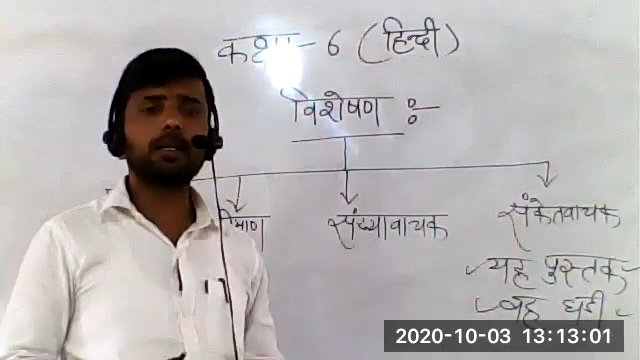 कक्षा - 6 (हिन्दी)
विशेषण :-
संख्यावाचक
संकेतवाचक
यह पुस्तक
वह घड़ी
2020-10-03 13:13:01